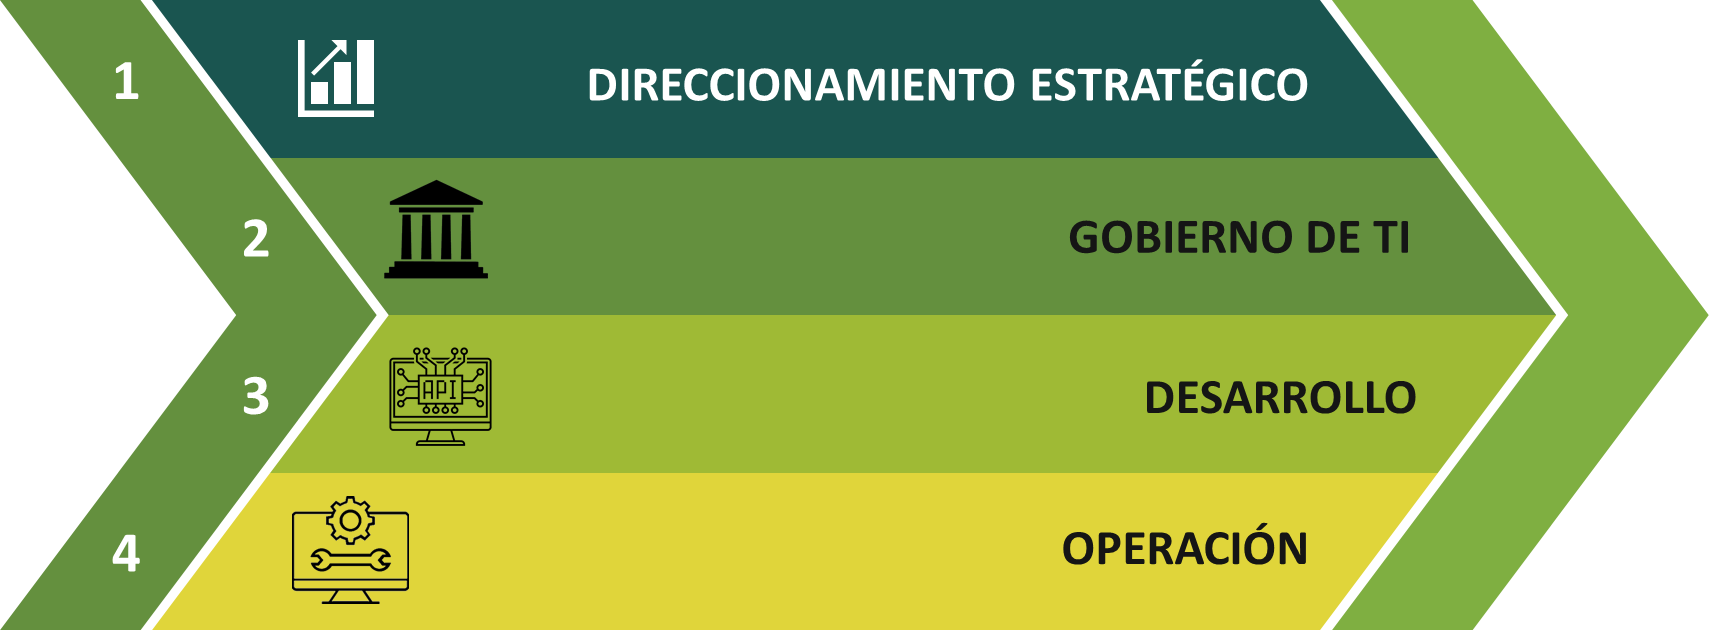 1
DIRECCIONAMIENTO ESTRATÉGICO
2
GOBIERNO DE TI
3
API
DESARROLLO
4
OPERACIÓN